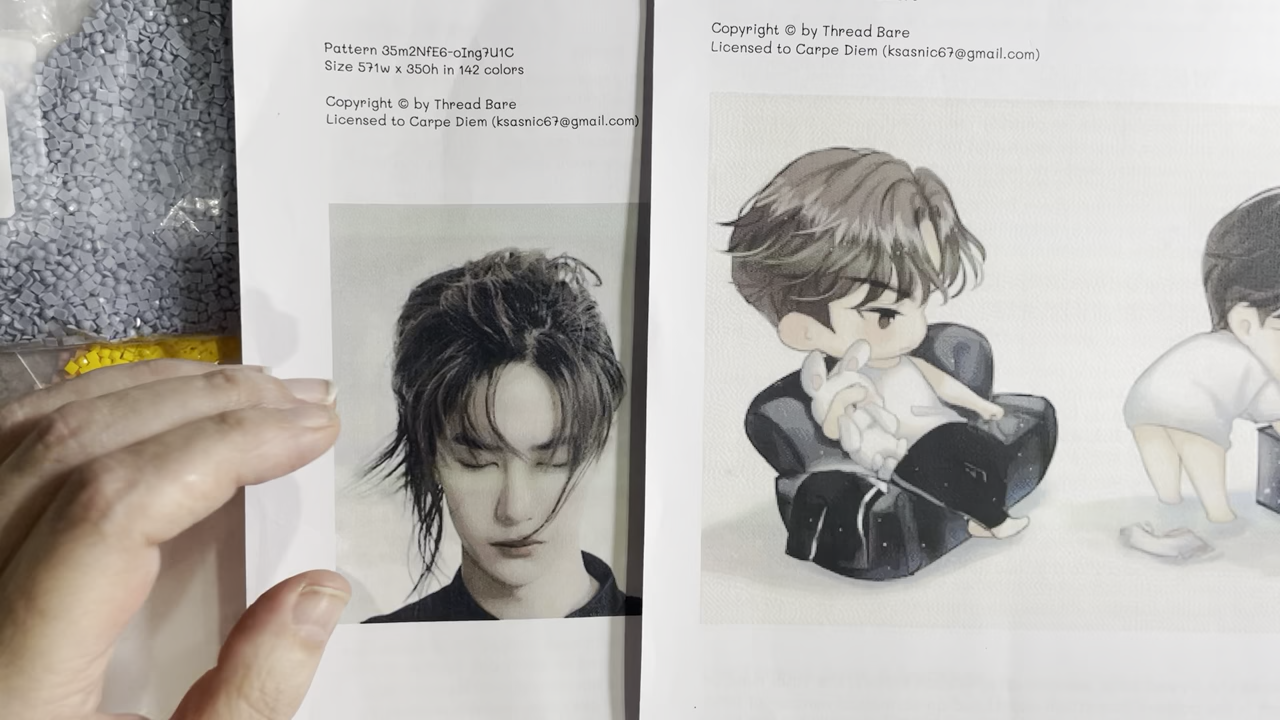 Pattern 35m2NfE6-oIng7U1C
Size 571w x 350h in 142 colors
Copyright © by Thread Bare
Licensed to Carpe Diem (ksasnic67@gmail.com)
Copyright © by Thread Bare
Licensed to Carpe Diem (ksasnic67@gmail.com)